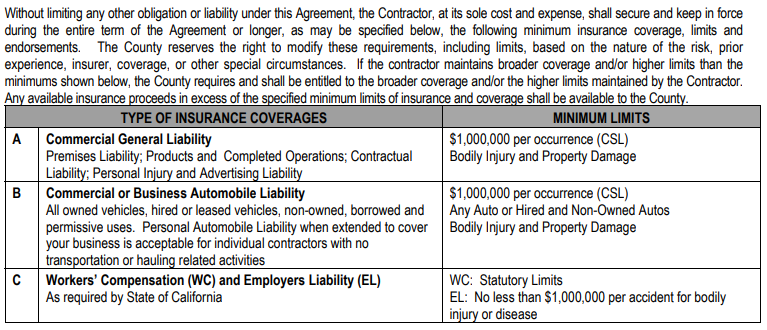 Without limiting any other obligation or liability under this Agreement, the Contractor, at its sole cost and expense, shall secure and keep in force
during the entire term of the Agreement or longer, as may be specified below, the following minimum insurance coverage, limits and
endorsements. The County reserves the right to modify these requirements, including limits, based on the nature of the risk, prior
experience, insurer, coverage, or other special circumstances. If the contractor maintains broader coverage and/or higher limits than the
minimums shown below, the County requires and shall be entitled to the broader coverage and/or the higher limits maintained by the Contractor.
Any available insurance proceeds in excess of the specified minimum limits of insurance and coverage shall be available to the County.
TYPE OF INSURANCE COVERAGES
MINIMUM LIMITS
A
Commercial General Liability
Premises Liability; Products and Completed Operations; Contractual
Liability; Personal Injury and Advertising Liability
$1,000,000 per occurrence (CSL)
Bodily Injury and Property Damage
B
Commercial or Business Automobile Liability
All owned vehicles, hired or leased vehicles, non-owned, borrowed and
permissive uses. Personal Automobile Liability when extended to cover
your business is acceptable for individual contractors with no
transportation or hauling related activities
$1,000,000 per occurrence (CSL)
Any Auto or Hired and Non-Owned Autos
Bodily Injury and Property Damage
C
Workers' Compensation (WC) and Employers Liability (EL)
As required by State of California
WC: Statutory Limits
EL: No less than $1,000,000 per accident for bodily
injury or disease